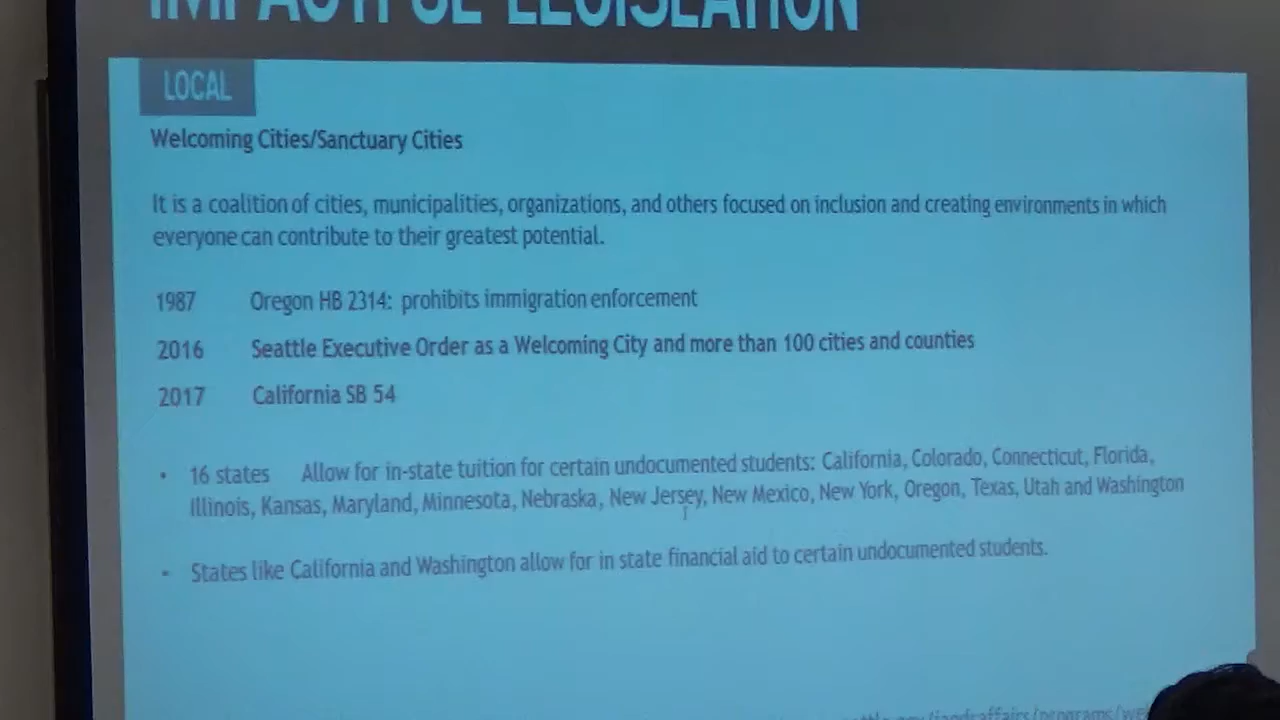 IMPACTFUL LEGISLATION
LOCAL
Welcoming Cities/Sanctuary Cities
It is a coalition of cities, municipalities, organizations, and others focused on inclusion and creating environments in which
everyone can contribute to their greatest potential.
1987 Oregon HB 2314: prohibits immigration enforcement
2016 Seattle Executive Order as a Welcoming City and more than 100 cities and counties
2017 California SB 54
• 16 states Allow for in-state tuition for certain undocumented students: California, Colorado, Connecticut, Florida,
Illinois, Kansas, Maryland, Minnesota, Nebraska, New Jersey, New Mexico, New York, Oregon, Texas, Utah and Washington
• States like California and Washington allow for in state financial aid to certain undocumented students.